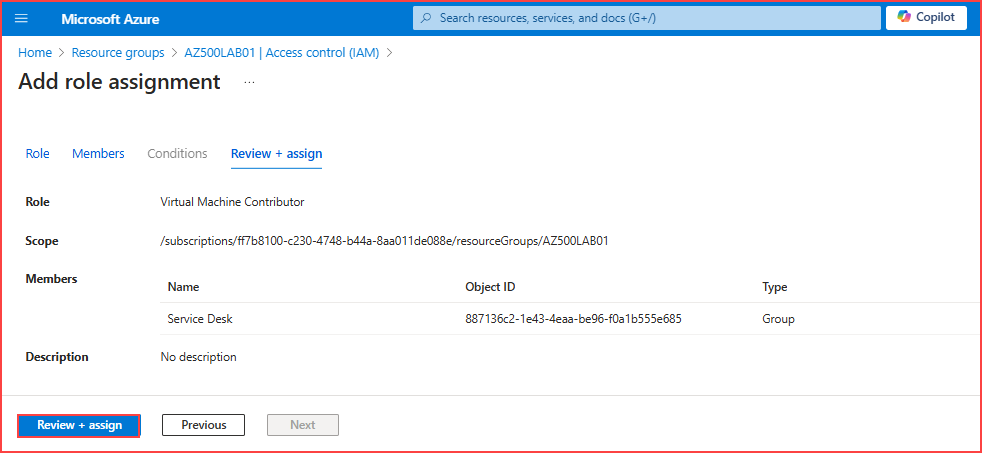 Microsoft Azure
Search resources, services, and docs (G+/)
Copilot
Home > Resource groups > AZ500LAB01 | Access control (IAM) >
Add role assignment ...
Role Members Conditions Review + assign
Role Virtual Machine Contributor
Scope /subscriptions/ff7b8100-c230-4748-b44a-8aa011de088e/resourceGroups/AZ500LAB01
Members
Name Object ID Type
Service Desk 887136c2-1e43-4eaa-be96-f0a1b555e685 Group
Description No description
Review + assign Previous Next